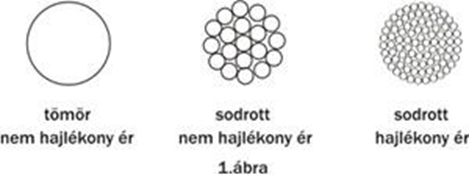 tömör
nem hajlékony ér
sodrott
nem hajlékony ér
sodrott
hajlékony ér
1.ábra